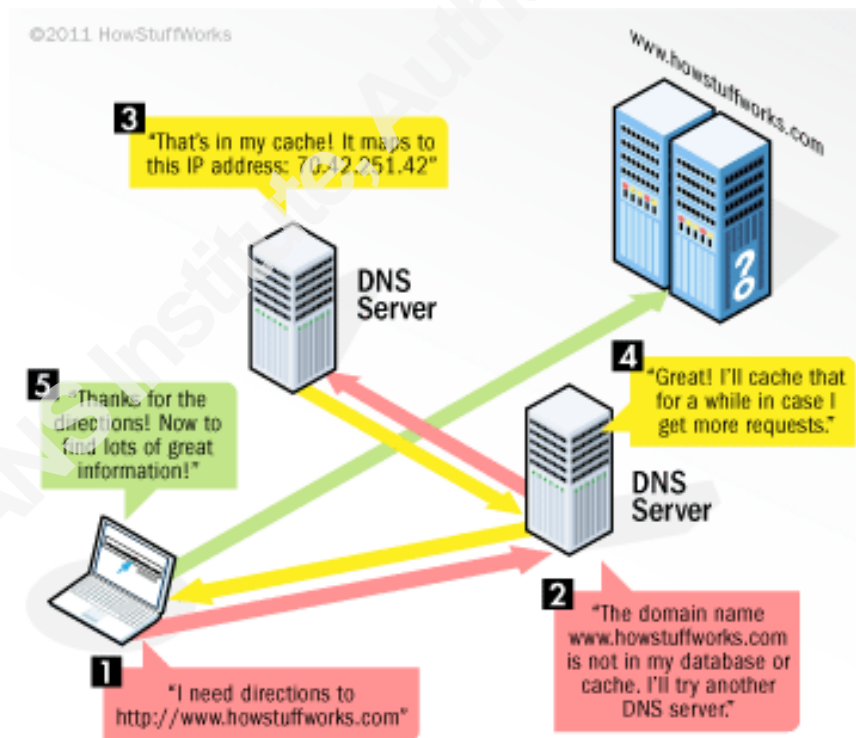 ©2011 HowStuffWorks
www.howstuffworks.com
3
"That's in my cache! It maps to
this IP address: 70.42.251.42"
DNS
Server
5
"Thanks for the
directions! Now to
find lots of great
information!"
4
"Great! I'll cache that
for a while in case I
get more requests."
DNS
Server
2
"The domain name
www.howstuffworks.com
is not in my database or
cache. I'll try another
DNS server."
1
"I need directions to
http://www.howstuffworks.com"
?
ANS Institute, Auth